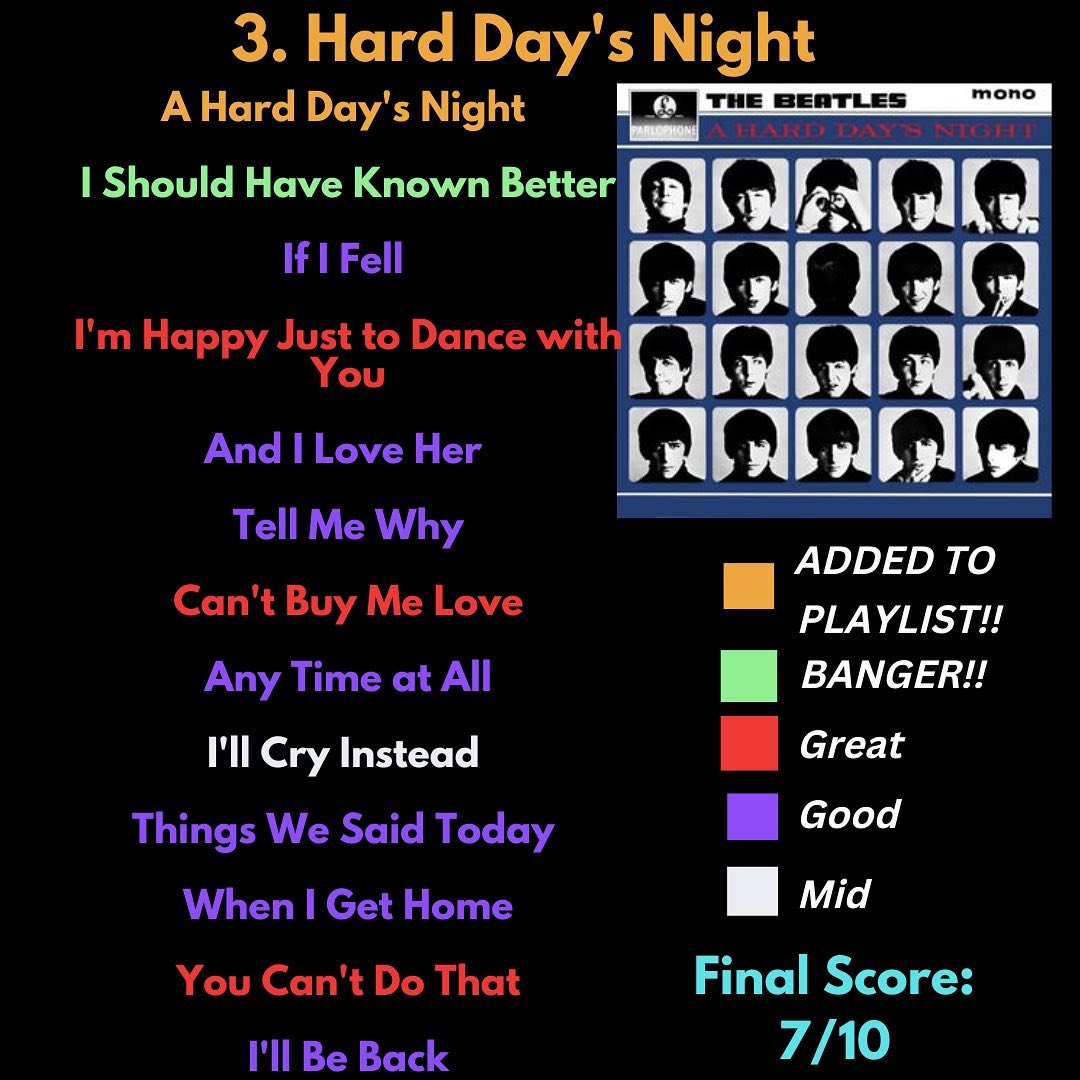 3. Hard Day's Night
A Hard Day's Night
I Should Have Known Better
If I Fell
I'm Happy Just to Dance with
You
And I Love Her
Tell Me Why
Can't Buy Me Love
Any Time at All
I'll Cry Instead
Things We Said Today
When I Get Home
You Can't Do That
I'll Be Back
THE BEATLES
mono
PARLOPHONE
A HARD DAY'S NIGHT
ADDED TO
PLAYLIST!!
BANGER!!
Great
Good
Mid
Final Score:
7/10